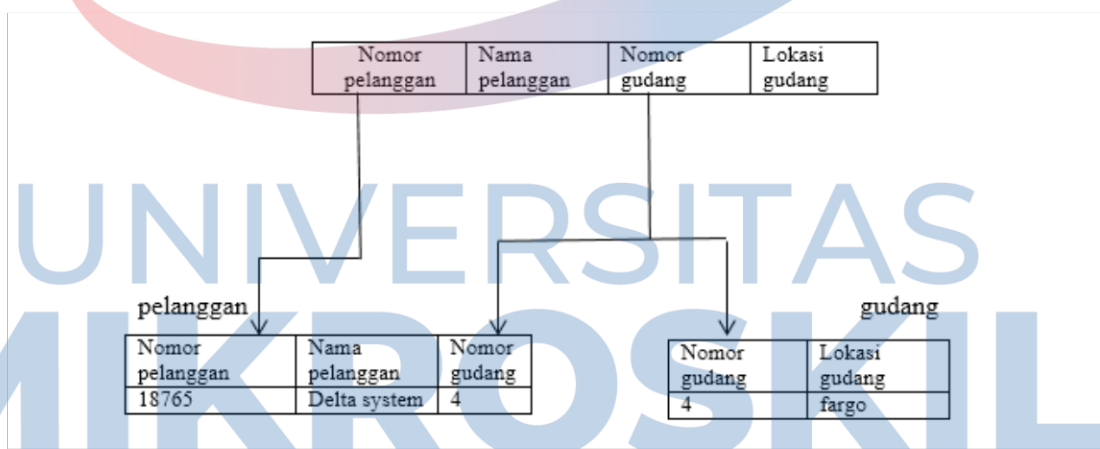 Nomor pelanggan
Nama pelanggan
Nomor gudang
Lokasi gudang
UNIVERSITAS
MIKROSKIL
pelanggan
Nomor pelanggan
Nama pelanggan
Nomor gudang
18765
Delta system
4
gudang
Nomor gudang
Lokasi gudang
4
fargo